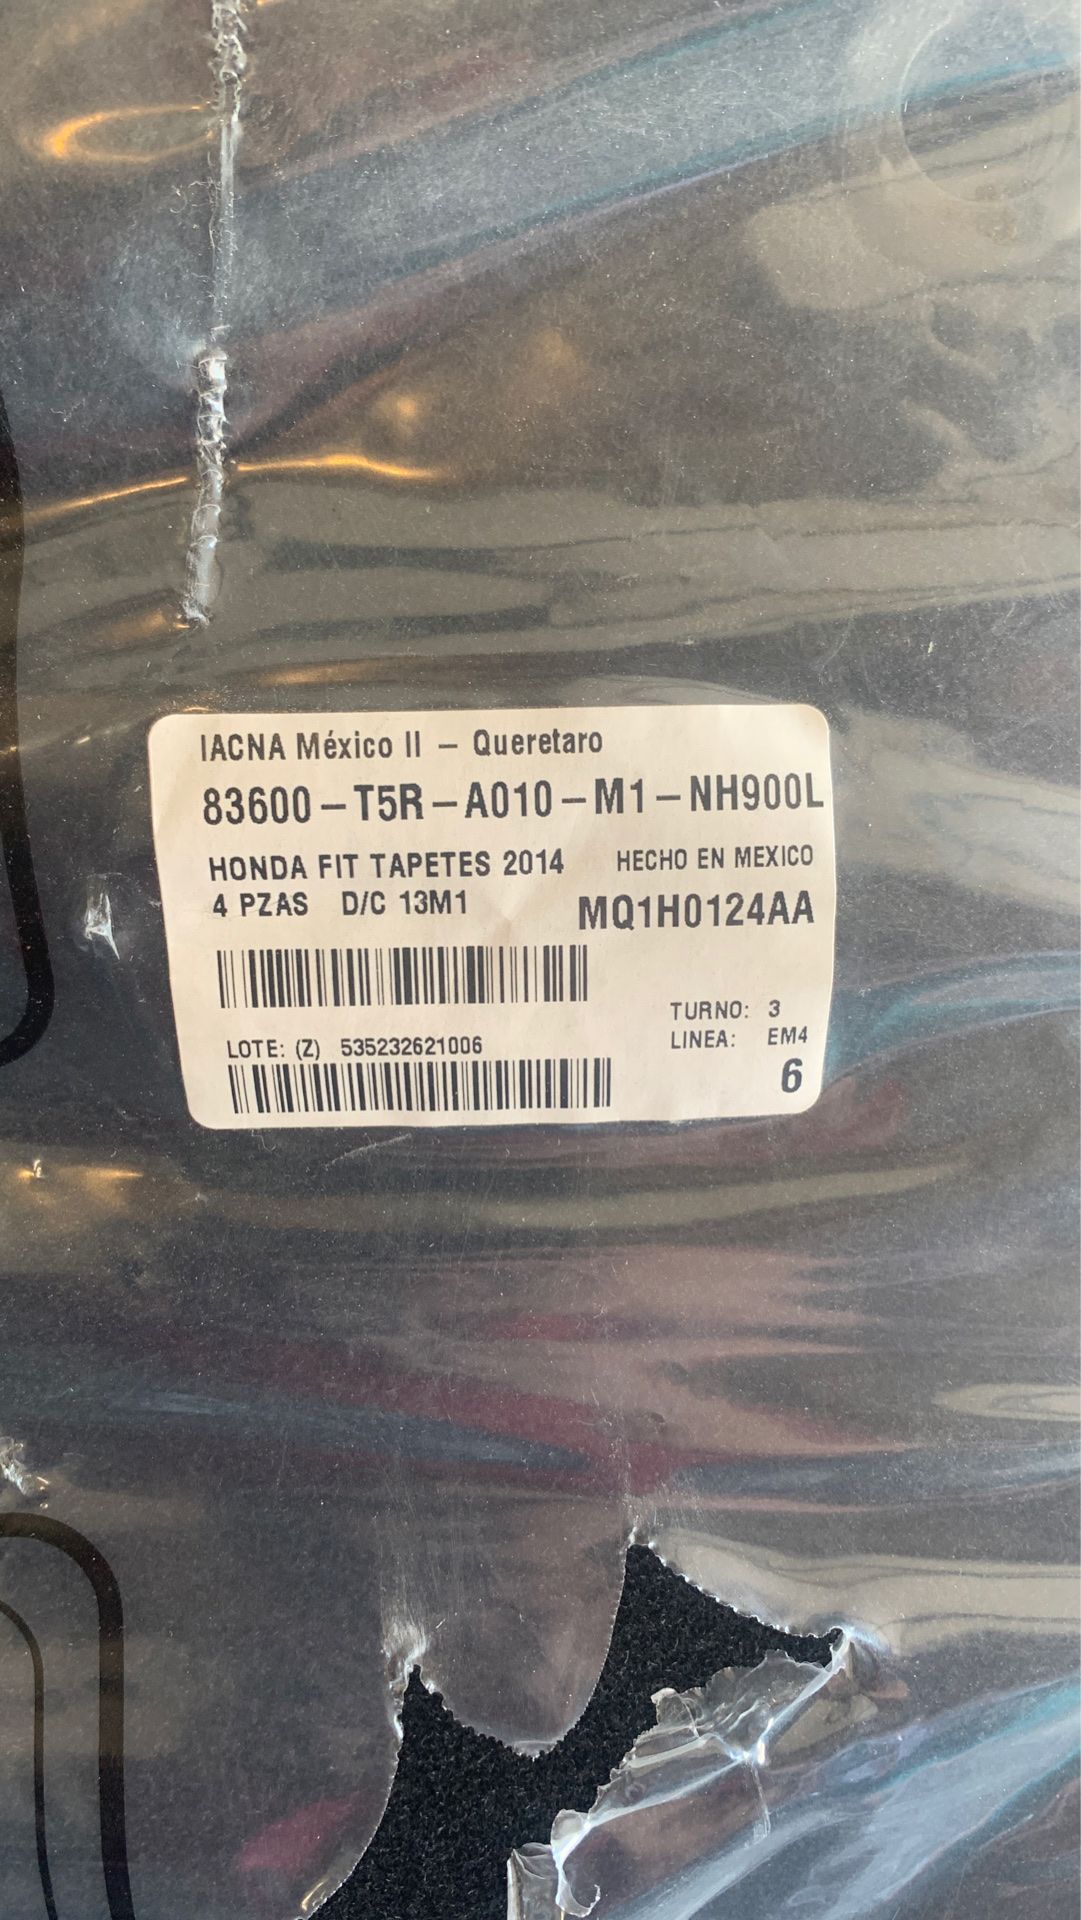 IACNA México II – Queretaro
83600–T5R–A010–M1–NH900L
HONDA FIT TAPETES 2014 HECHO EN MEXICO
4 PZAS D/C 13M1 MQ1H0124AA
TURNO: 3
LOTE: (Z) 535232621006 LINEA: EM4
6